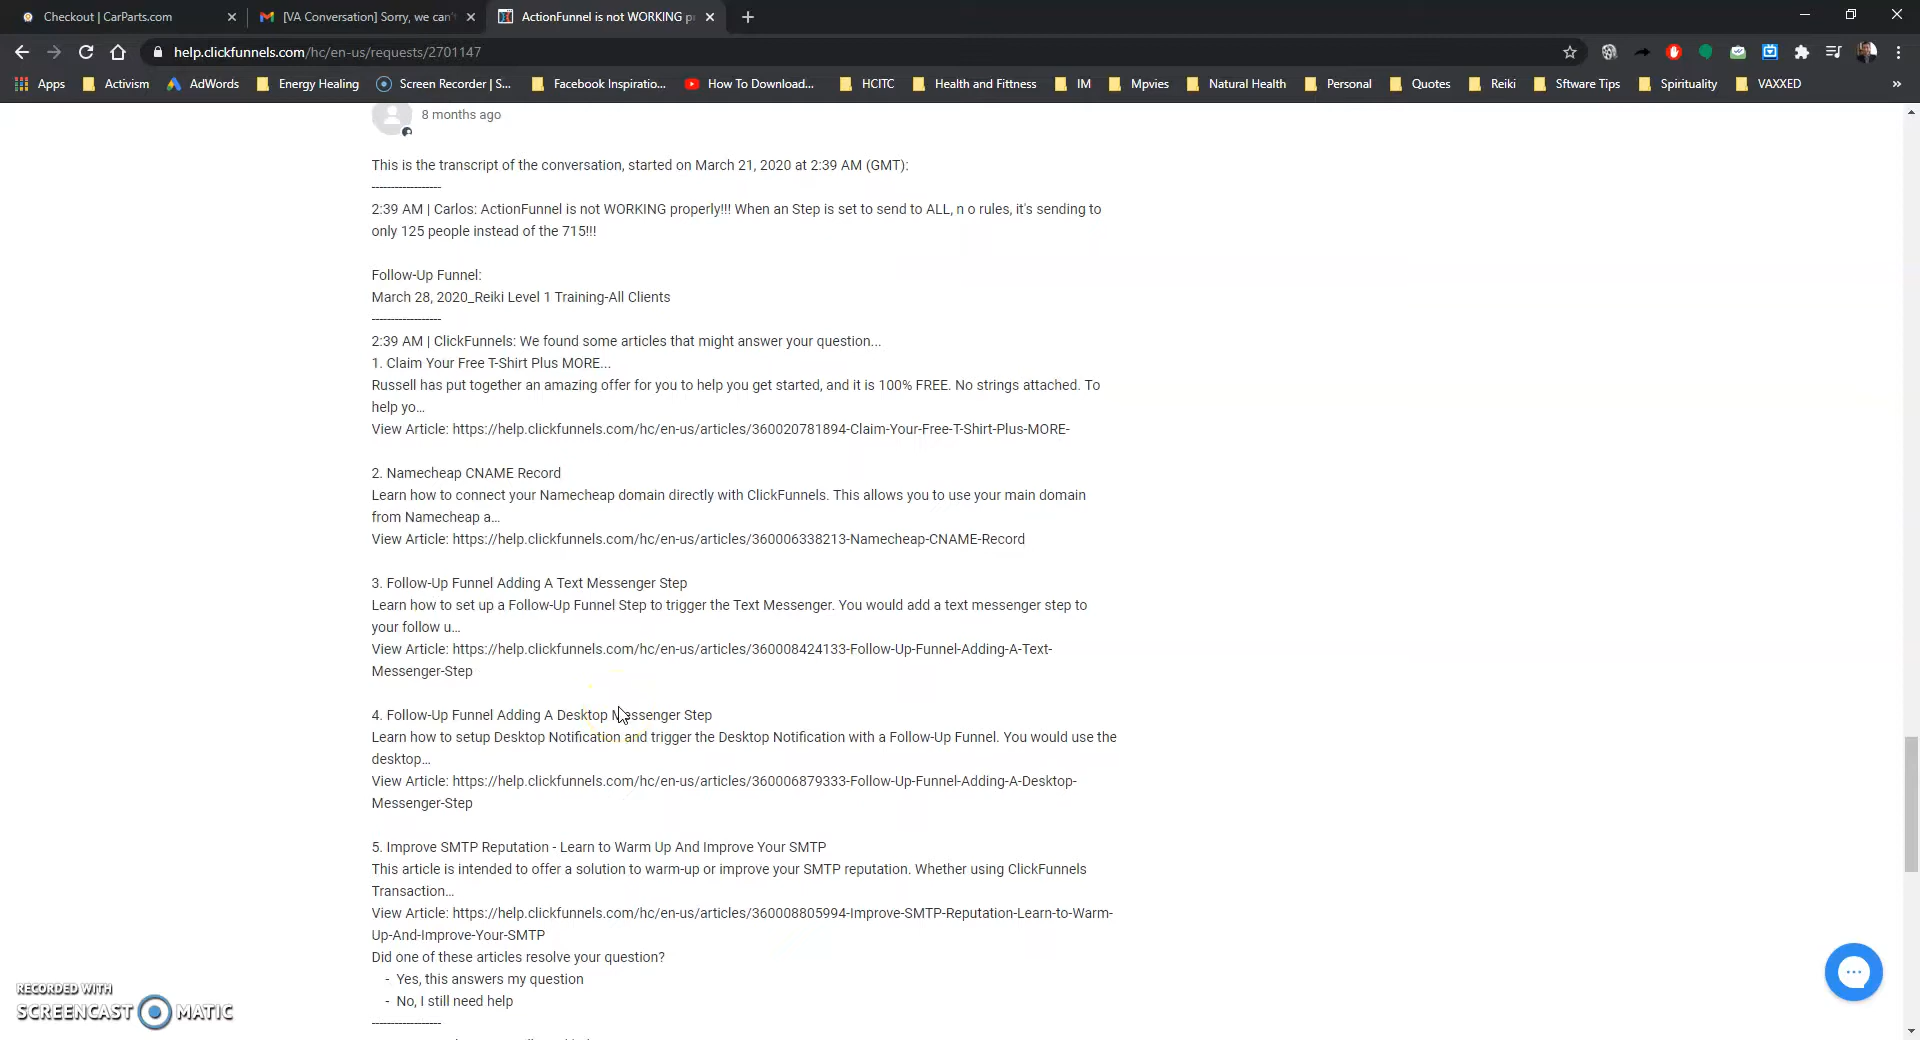 Checkout | CarParts.com
[VA Conversation] Sorry, we can't
ActionFunnel is not WORKING pr
help.clickfunnels.com/hc/en-us/requests/2701147
Apps Activism AdWords Energy Healing Screen Recorder | S... Facebook Inspiratio... How To Download... HCITC Health and Fitness IM Mpvies Natural Health Personal Quotes Reiki Sftware Tips Spirituality VAXXED »
8 months ago
This is the transcript of the conversation, started on March 21, 2020 at 2:39 AM (GMT):
------------------
2:39 AM | Carlos: ActionFunnel is not WORKING properly!!! When an Step is set to send to ALL, n o rules, it's sending to
only 125 people instead of the 715!!!
Follow-Up Funnel:
March 28, 2020_Reiki Level 1 Training-All Clients
------------------
2:39 AM | ClickFunnels: We found some articles that might answer your question...
1. Claim Your Free T-Shirt Plus MORE...
Russell has put together an amazing offer for you to help you get started, and it is 100% FREE. No strings attached. To
help yo...
View Article: https://help.clickfunnels.com/hc/en-us/articles/360020781894-Claim-Your-Free-T-Shirt-Plus-MORE-
2. Namecheap CNAME Record
Learn how to connect your Namecheap domain directly with ClickFunnels. This allows you to use your main domain
from Namecheap a...
View Article: https://help.clickfunnels.com/hc/en-us/articles/360006338213-Namecheap-CNAME-Record
3. Follow-Up Funnel Adding A Text Messenger Step
Learn how to set up a Follow-Up Funnel Step to trigger the Text Messenger. You would add a text messenger step to
your follow u...
View Article: https://help.clickfunnels.com/hc/en-us/articles/360008424133-Follow-Up-Funnel-Adding-A-Text-
Messenger-Step
4. Follow-Up Funnel Adding A Desktop Messenger Step
Learn how to setup Desktop Notification and trigger the Desktop Notification with a Follow-Up Funnel. You would use the
desktop...
View Article: https://help.clickfunnels.com/hc/en-us/articles/360006879333-Follow-Up-Funnel-Adding-A-Desktop-
Messenger-Step
5. Improve SMTP Reputation - Learn to Warm Up And Improve Your SMTP
This article is intended to offer a solution to warm-up or improve your SMTP reputation. Whether using ClickFunnels
Transaction...
View Article: https://help.clickfunnels.com/hc/en-us/articles/360008805994-Improve-SMTP-Reputation-Learn-to-Warm-
Up-And-Improve-Your-SMTP
Did one of these articles resolve your question?
- Yes, this answers my question
- No, I still need help
------------------
RECORDED WITH
SCREENCAST MATIC